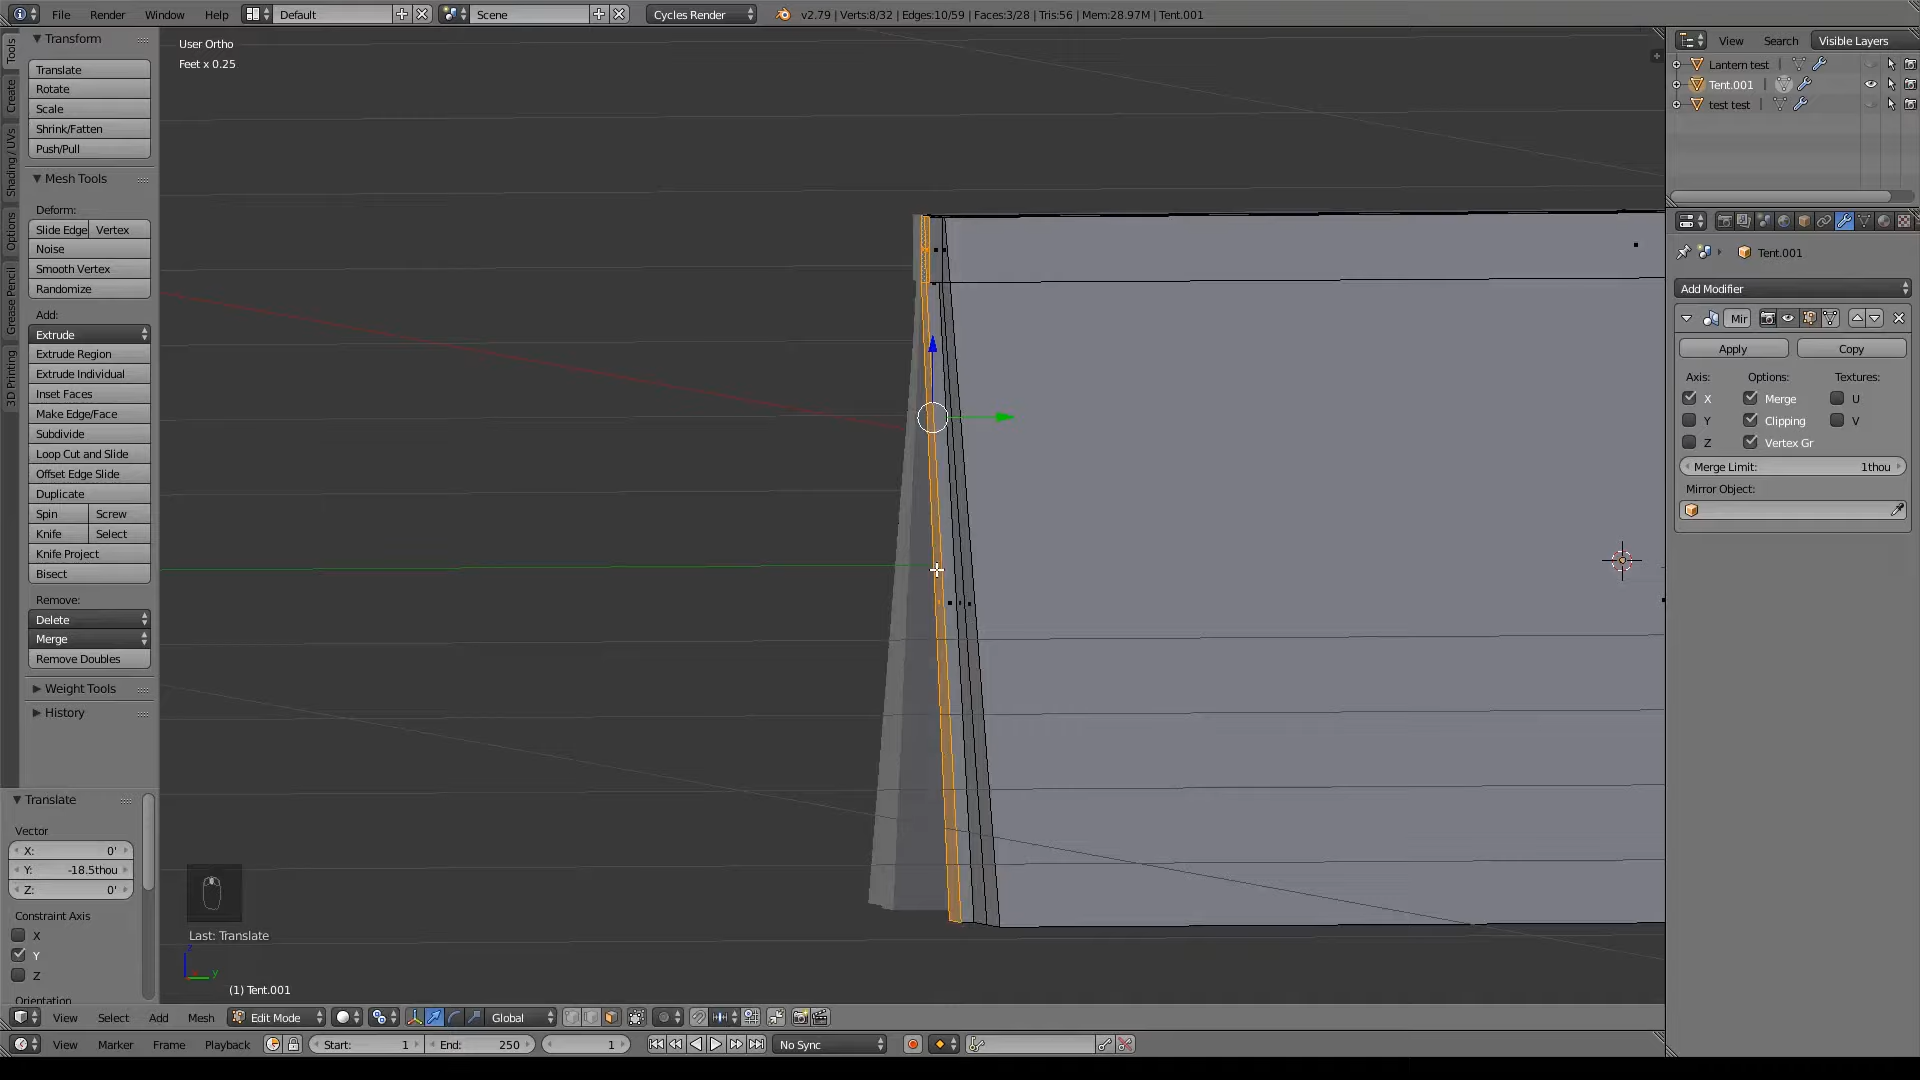 File Render Window Help Default Scene Cycles Render v2.79 | Verts:8/32 | Edges:10/59 | Faces:3/28 | Tris:56 | Mem:28.97M | Tent.001
Tools
Create
Shading / UVs
Options
Grease Pencil
3D Printing
Transform
Translate
Rotate
Scale
Shrink/Fatten
Push/Pull
Mesh Tools
Deform:
Slide Edge Vertex
Noise
Smooth Vertex
Randomize
Add:
Extrude
Extrude Region
Extrude Individual
Inset Faces
Make Edge/Face
Subdivide
Loop Cut and Slide
Offset Edge Slide
Duplicate
Spin Screw
Knife Select
Knife Project
Bisect
Remove:
Delete
Merge
Remove Doubles
Weight Tools
History
Translate
Vector
X: 0'
Y: -18.5thou
Z: 0'
Constraint Axis
X
Y
Z
Orientation
User Ortho
Feet x 0.25
Last: Translate
z
y
(1) Tent.001
View Select Add Mesh Edit Mode Global
View Marker Frame Playback Start: 1 End: 250 1 No Sync
View Search Visible Layers
Lantern test
Tent.001
test test
Tent.001
Add Modifier
Mir
Apply Copy
Axis: Options: Textures:
X Merge U
Y Clipping V
Z Vertex Gr
Merge Limit: 1thou
Mirror Object: